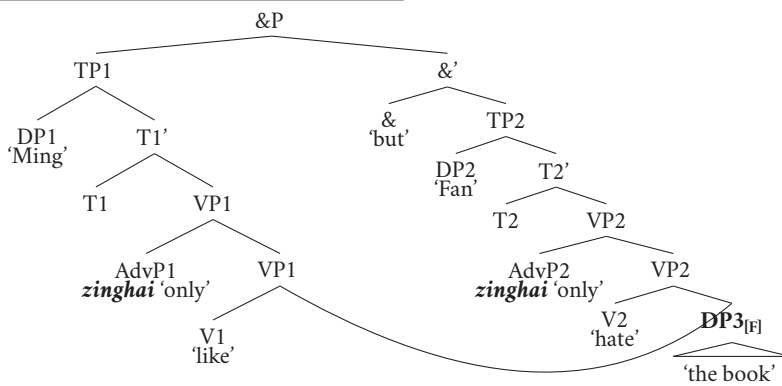 &P
TP1 &’
DP1 T1’ & TP2
‘Ming’ ‘but’
DP2 T2’
‘Fan’
T1 VP1 T2 VP2
AdvP1 VP1 AdvP2 VP2
zinghai ‘only’ zinghai ‘only’
V1 V2 DP3[F]
‘like’ ‘hate’
‘the book’